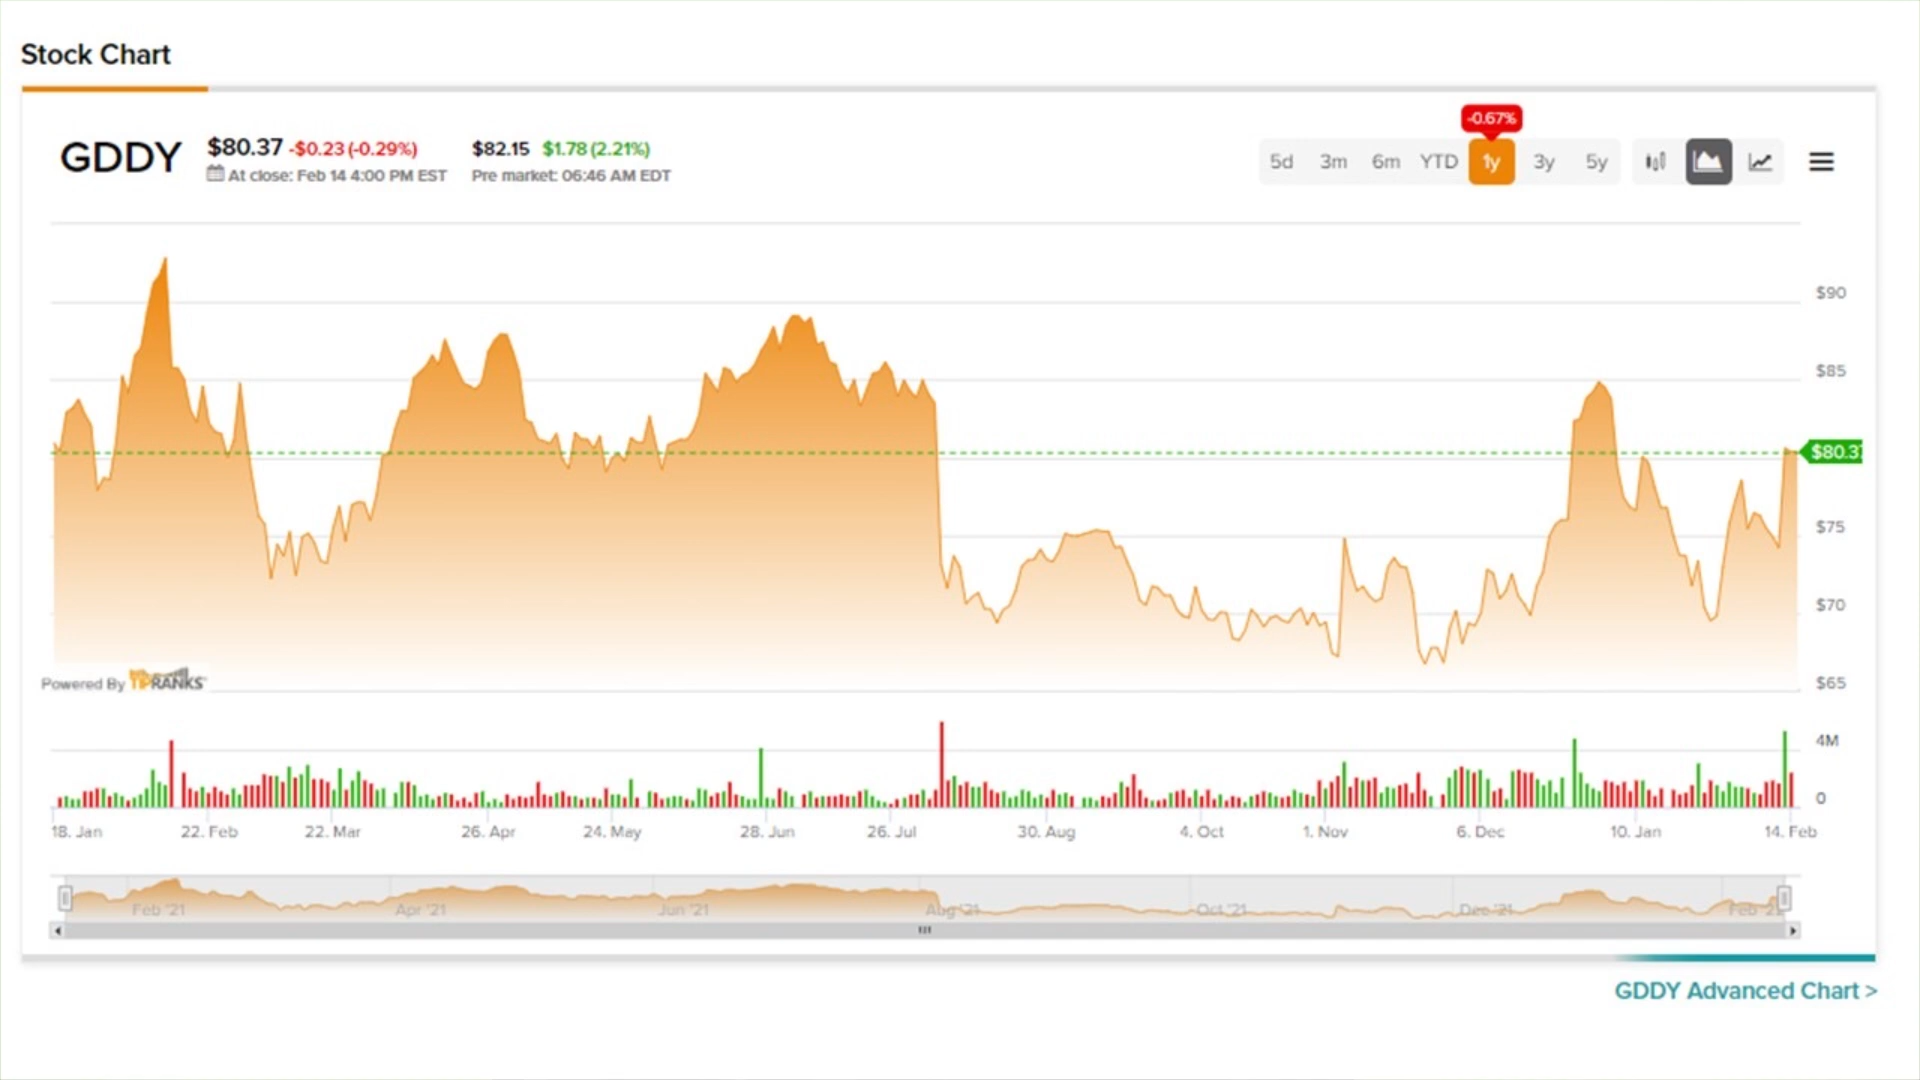 Stock Chart
-0.67%
GDDY $80.37 -$0.23 (-0.29%) $82.15 $1.78 (2.21%)
At close: Feb 14 4:00 PM EST Pre market: 06:46 AM EDT
5d 3m 6m YTD 1y 3y 5y
$90
$85
$80.37
$75
$70
$65
Powered By TIPRANKS
4M
0
18. Jan 22. Feb 22. Mar 26. Apr 24. May 28. Jun 26. Jul 30. Aug 4. Oct 1. Nov 6. Dec 10. Jan 14. Feb
Feb '21 Apr '21 Jun '21 Aug '21 Oct '21 Dec '21 Feb
GDDY Advanced Chart >